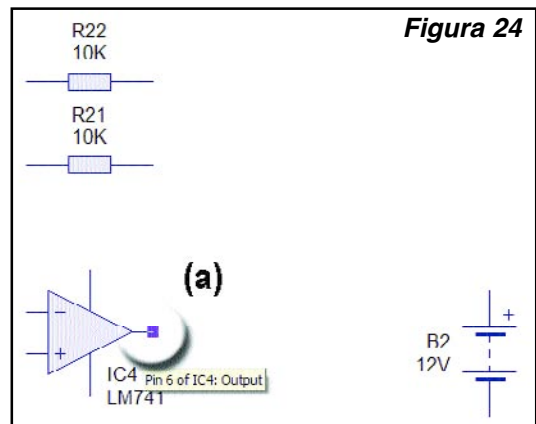 Figura 24
R22
10K
R21
10K
(a)
−
+
IC4
Pin 6 of IC4: Output
LM741
+
B2
12V